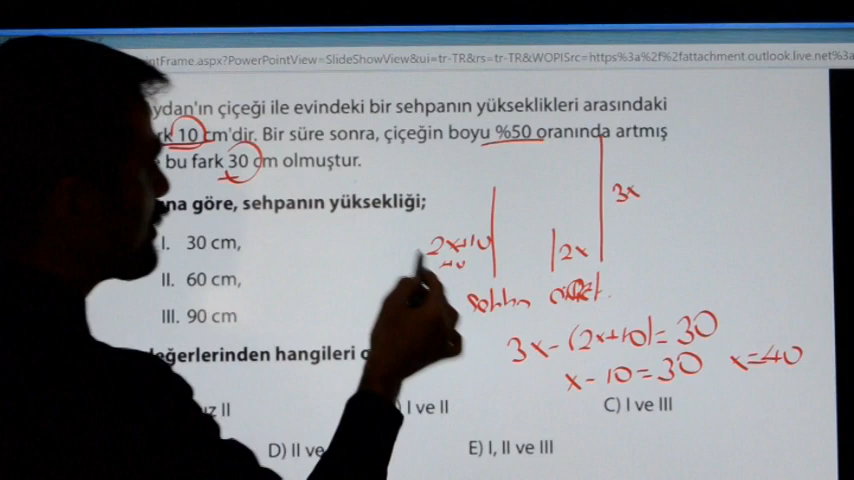 intFrame.aspx?PowerPointView=SlideShowView&ui=tr-TR&rs=tr-TR&WOPISrc=https%3a%2f%2fattachment.outlook.live.net%3a
ydan'ın çiçeği ile evindeki bir sehpanın yükseklikleri arasındaki
rk 10 cm'dir. Bir süre sonra, çiçeğin boyu %50 oranında artmış
bu fark 30 cm olmuştur.
na göre, sehpanın yüksekliği;
I. 30 cm,
II. 60 cm,
III. 90 cm
eğerlerinden hangileri o
z II
I ve II
C) I ve III
D) II ve
E) I, II ve III
3x
2x+10
2x
3x-(2x+10)=30
x-10=30
x=40